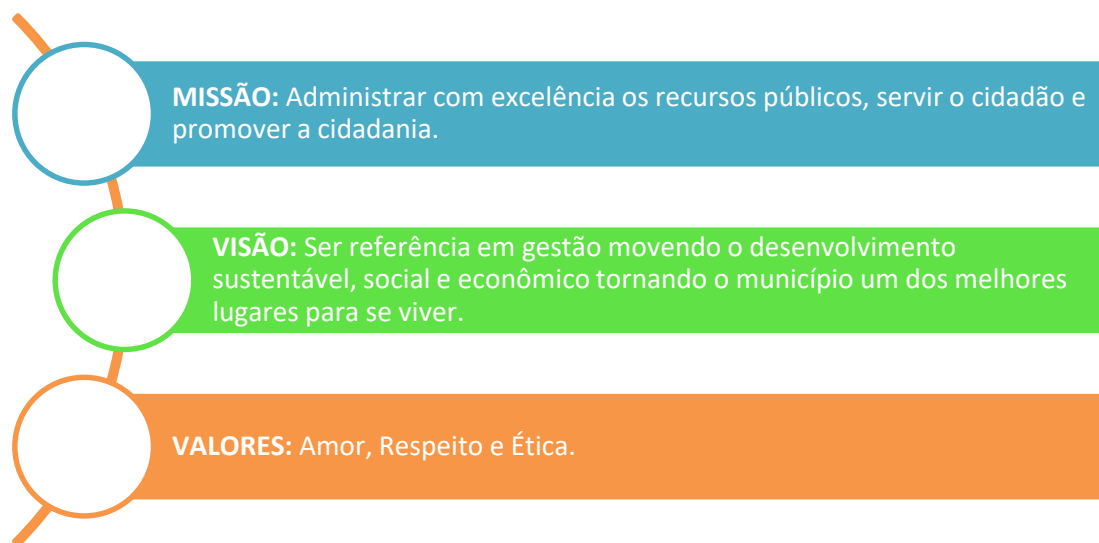 MISSÃO: Administrar com excelência os recursos públicos, servir o cidadão e
promover a cidadania.
VISÃO: Ser referência em gestão movendo o desenvolvimento
sustentável, social e econômico tornando o município um dos melhores
lugares para se viver.
VALORES: Amor, Respeito e Ética.